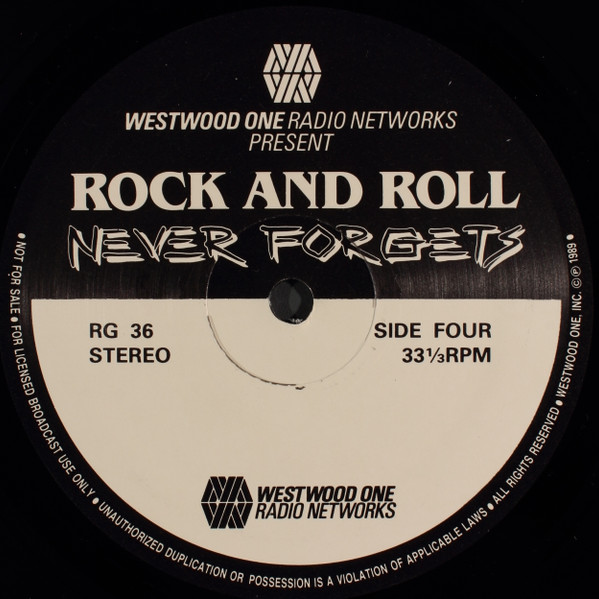 WESTWOOD ONE RADIO NETWORKS
PRESENT
ROCK AND ROLL
NEVER FORGETS
RG 36
STEREO
SIDE FOUR
33⅓RPM
WESTWOOD ONE
RADIO NETWORKS
• NOT FOR SALE • FOR LICENSED BROADCAST USE ONLY • UNAUTHORIZED DUPLICATION OR POSSESSION IS A VIOLATION OF APPLICABLE LAWS • ALL RIGHTS RESERVED • WESTWOOD ONE, INC. © ℗ 1989 •